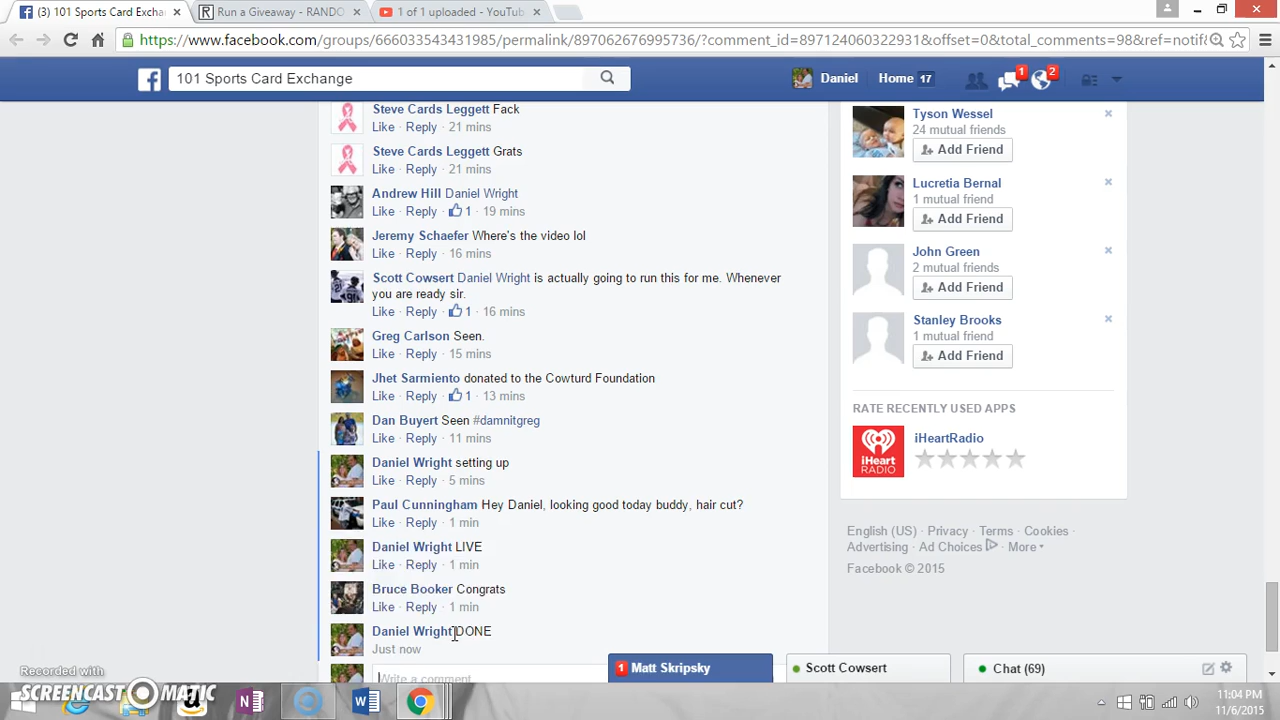 (3) 101 Sports Card Exchan
Run a Giveaway - RANDO
1 of 1 uploaded - YouTub
https://www.facebook.com/groups/666033543431985/permalink/897062676995736/?comment_id=897124060322931&offset=0&total_comments=98&ref=notif
101 Sports Card Exchange
Daniel Home 17
1 2
Steve Cards Leggett Fack
Like · Reply · 21 mins
Steve Cards Leggett Grats
Like · Reply · 21 mins
Andrew Hill Daniel Wright
Like · Reply · 1 · 19 mins
Jeremy Schaefer Where's the video lol
Like · Reply · 16 mins
Scott Cowsert Daniel Wright is actually going to run this for me. Whenever
you are ready sir.
Like · Reply · 1 · 16 mins
Greg Carlson Seen.
Like · Reply · 15 mins
Jhet Sarmiento donated to the Cowturd Foundation
Like · Reply · 1 · 13 mins
Dan Buyert Seen #damnitgreg
Like · Reply · 11 mins
Daniel Wright setting up
Like · Reply · 5 mins
Paul Cunningham Hey Daniel, looking good today buddy, hair cut?
Like · Reply · 1 min
Daniel Wright LIVE
Like · Reply · 1 min
Bruce Booker Congrats
Like · Reply · 1 min
Daniel Wright DONE
Just now
Write a comment...
Tyson Wessel
24 mutual friends
Add Friend
Lucretia Bernal
1 mutual friend
Add Friend
John Green
2 mutual friends
Add Friend
Stanley Brooks
1 mutual friend
Add Friend
RATE RECENTLY USED APPS
iHeart
RADIO
iHeartRadio
English (US) · Privacy · Terms · Cookies ·
Advertising · Ad Choices · More
Facebook © 2015
1 Matt Skripsky
Scott Cowsert
Chat (69)
Recorded with
SCREENCAST MATIC
11:04 PM
11/6/2015